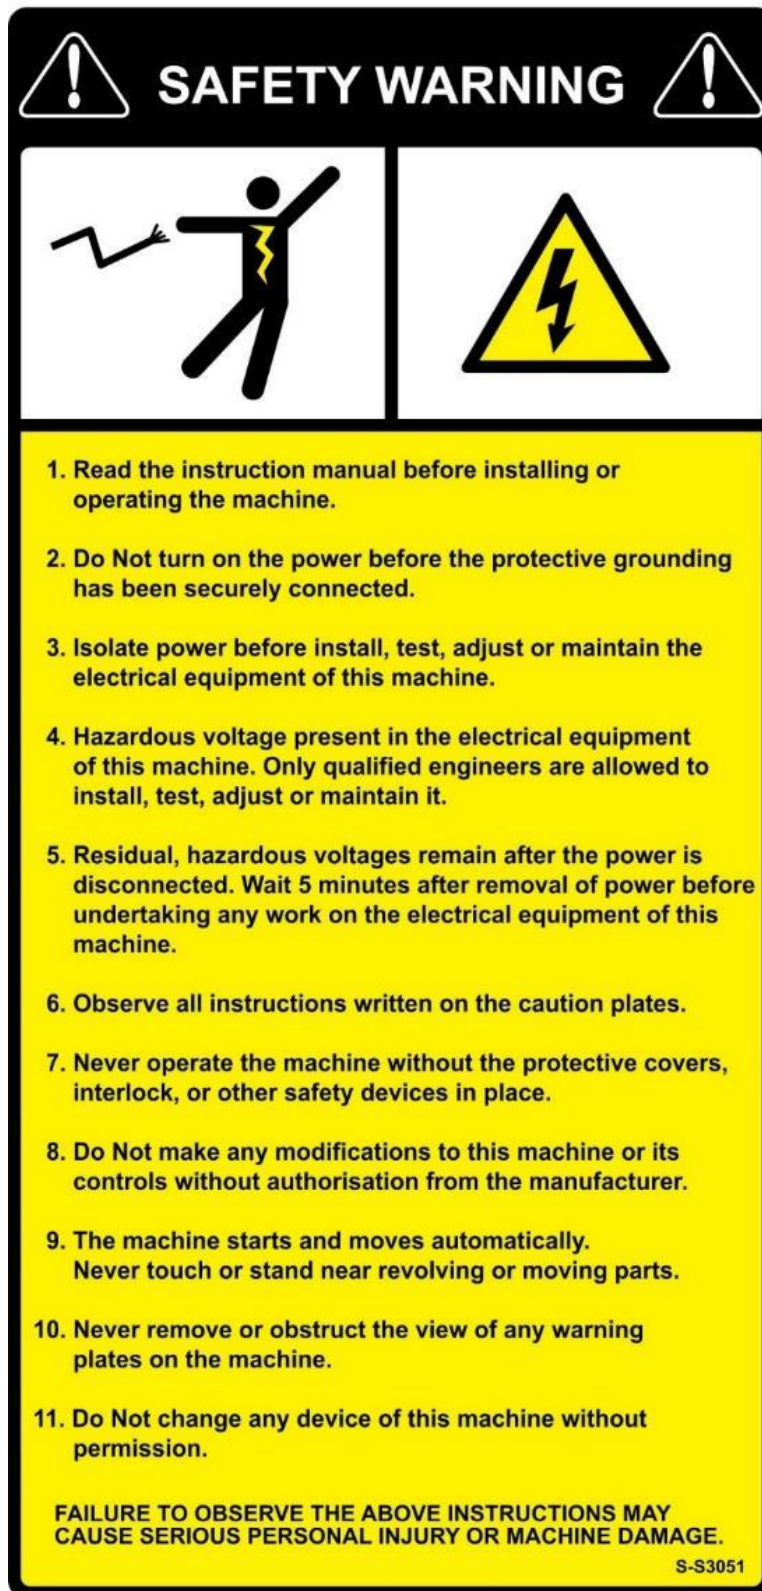 SAFETY WARNING
1. Read the instruction manual before installing or
operating the machine.
2. Do Not turn on the power before the protective grounding
has been securely connected.
3. Isolate power before install, test, adjust or maintain the
electrical equipment of this machine.
4. Hazardous voltage present in the electrical equipment
of this machine. Only qualified engineers are allowed to
install, test, adjust or maintain it.
5. Residual, hazardous voltages remain after the power is
disconnected. Wait 5 minutes after removal of power before
undertaking any work on the electrical equipment of this
machine.
6. Observe all instructions written on the caution plates.
7. Never operate the machine without the protective covers,
interlock, or other safety devices in place.
8. Do Not make any modifications to this machine or its
controls without authorisation from the manufacturer.
9. The machine starts and moves automatically.
Never touch or stand near revolving or moving parts.
10. Never remove or obstruct the view of any warning
plates on the machine.
11. Do Not change any device of this machine without
permission.
FAILURE TO OBSERVE THE ABOVE INSTRUCTIONS MAY
CAUSE SERIOUS PERSONAL INJURY OR MACHINE DAMAGE.
S-S3051